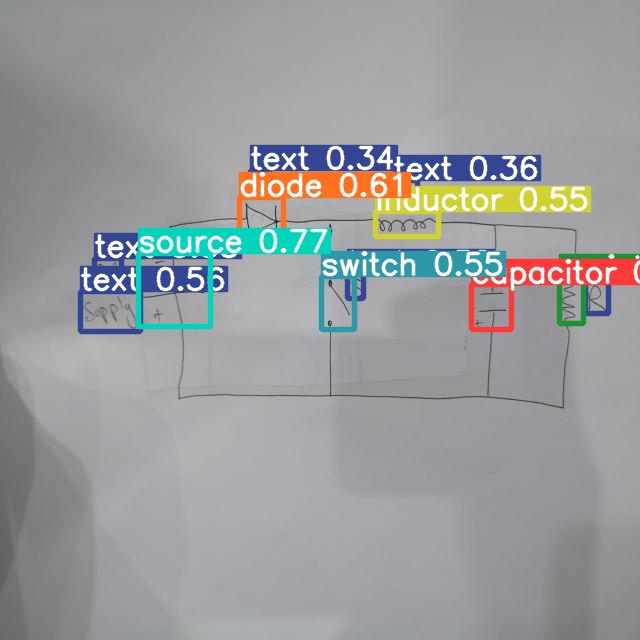 text 0.34
text 0.36
diode 0.61
inductor 0.55
source 0.77
switch 0.55
capacitor
text 0.56
Supply
R